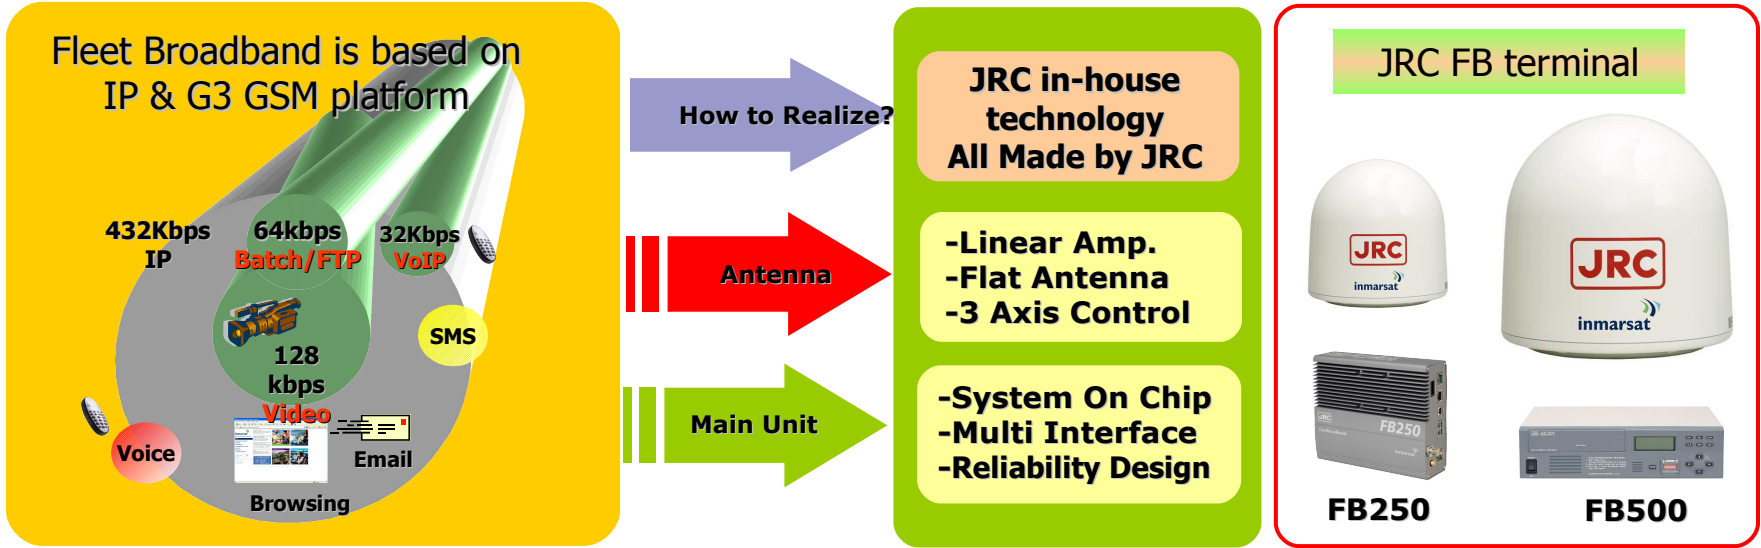 Fleet Broadband is based on
IP & G3 GSM platform
432Kbps
IP
64kbps
Batch/FTP
32Kbps
VoIP
128
kbps
Video
SMS
Voice
Browsing
Email
How to Realize?
Antenna
Main Unit
JRC in-house
technology
All Made by JRC
-Linear Amp.
-Flat Antenna
-3 Axis Control
-System On Chip
-Multi Interface
-Reliability Design
JRC FB terminal
JRC
inmarsat
JRC
inmarsat
JRC
FB250
inmarsat
FB250
FB500